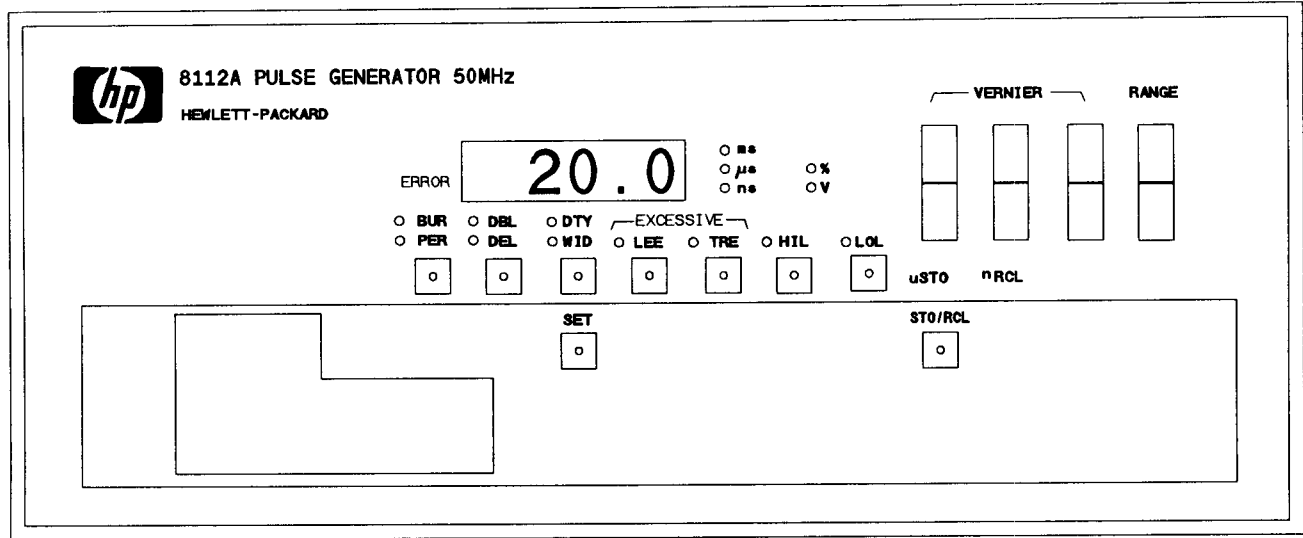 hp
8112A PULSE GENERATOR 50MHz
HEWLETT-PACKARD
VERNIER RANGE
ERROR 20.0
ms
µs %
ns V
BUR DBL DTY EXCESSIVE
PER DEL WID LEE TRE HIL LOL
uSTO nRCL
SET STO/RCL